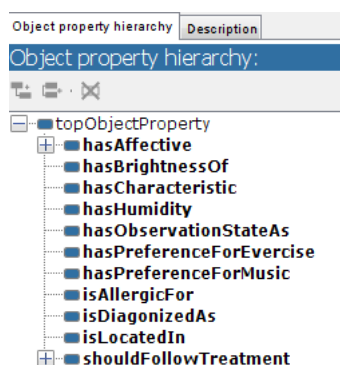 Object property hierarchy Description
Object property hierarchy:
topObjectProperty
hasAffective
hasBrightnessOf
hasCharacteristic
hasHumidity
hasObservationStateAs
hasPreferenceForEvercise
hasPreferenceForMusic
isAllergicFor
isDiagonizedAs
isLocatedIn
shouldFollowTreatment